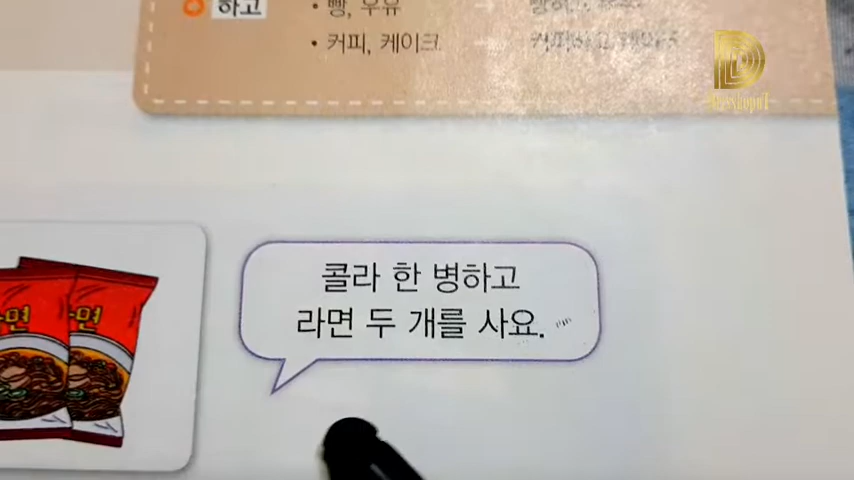 하고
• 빵, 우유
• 커피, 케이크
콜라 한 병하고
라면 두 개를 사요.